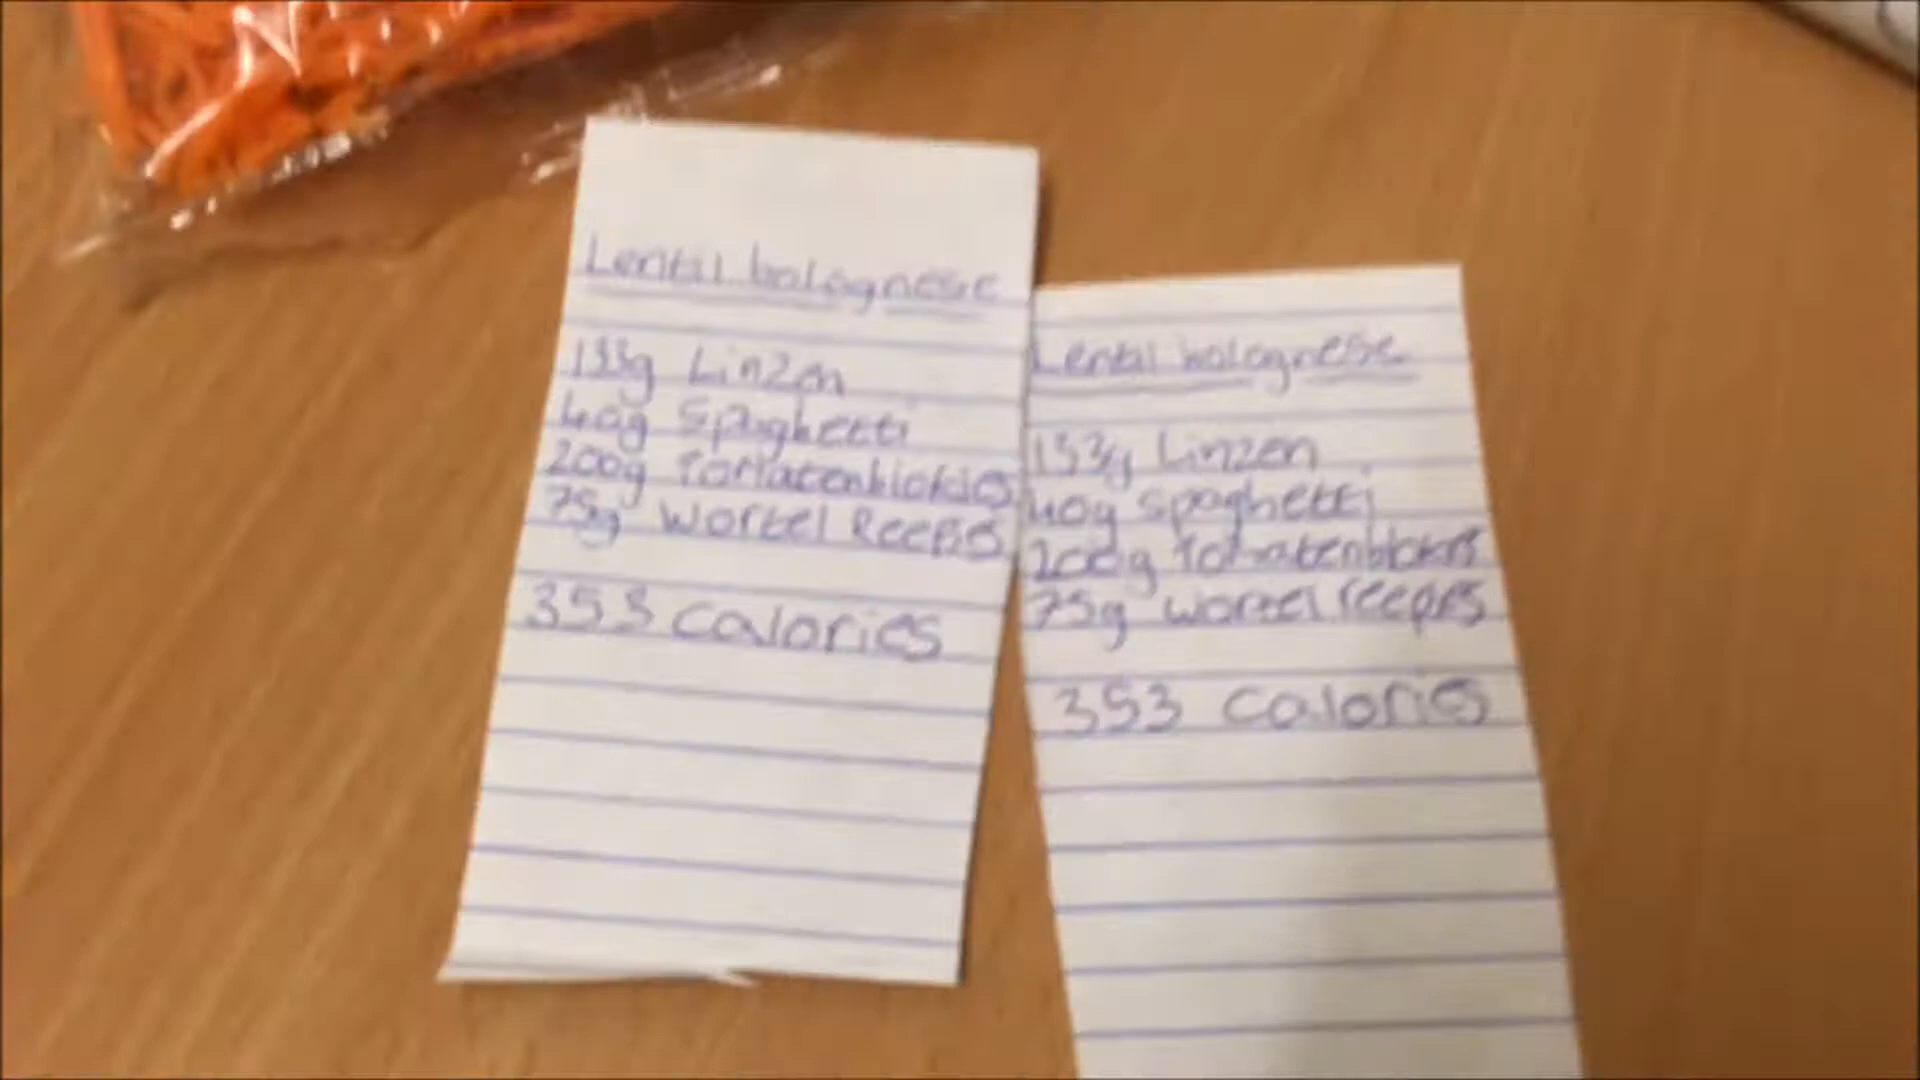 Lentil bolognese
133g Linzen
40g Spaghetti
200g Tomatenblokjes
75g Wortel Reepjes
353 calories
Lentil bolognese
133g Linzen
40g Spaghetti
200g Tomatenblokjes
75g wortel reepjes
353 calories